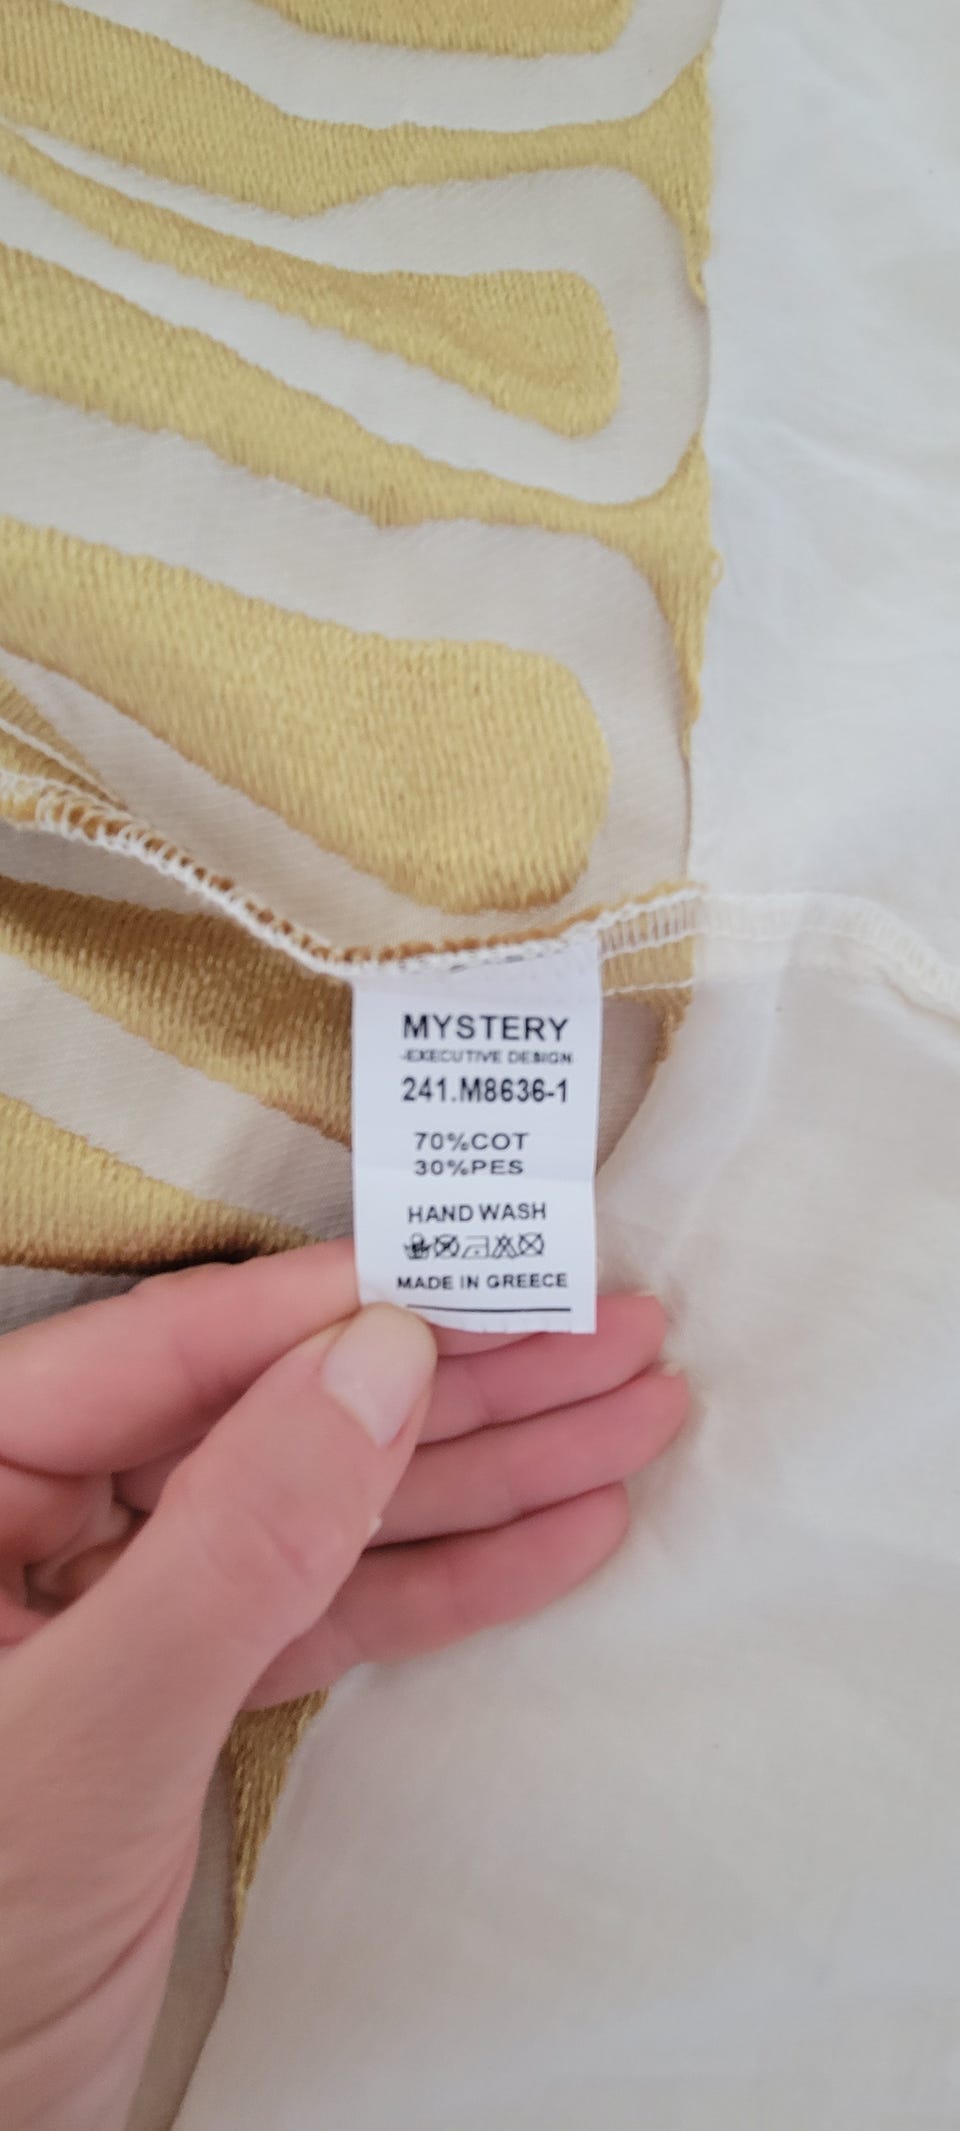 MYSTERY
-EXECUTIVE DESIGN
241.M8636-1
70%COT
30%PES
HAND WASH
MADE IN GREECE